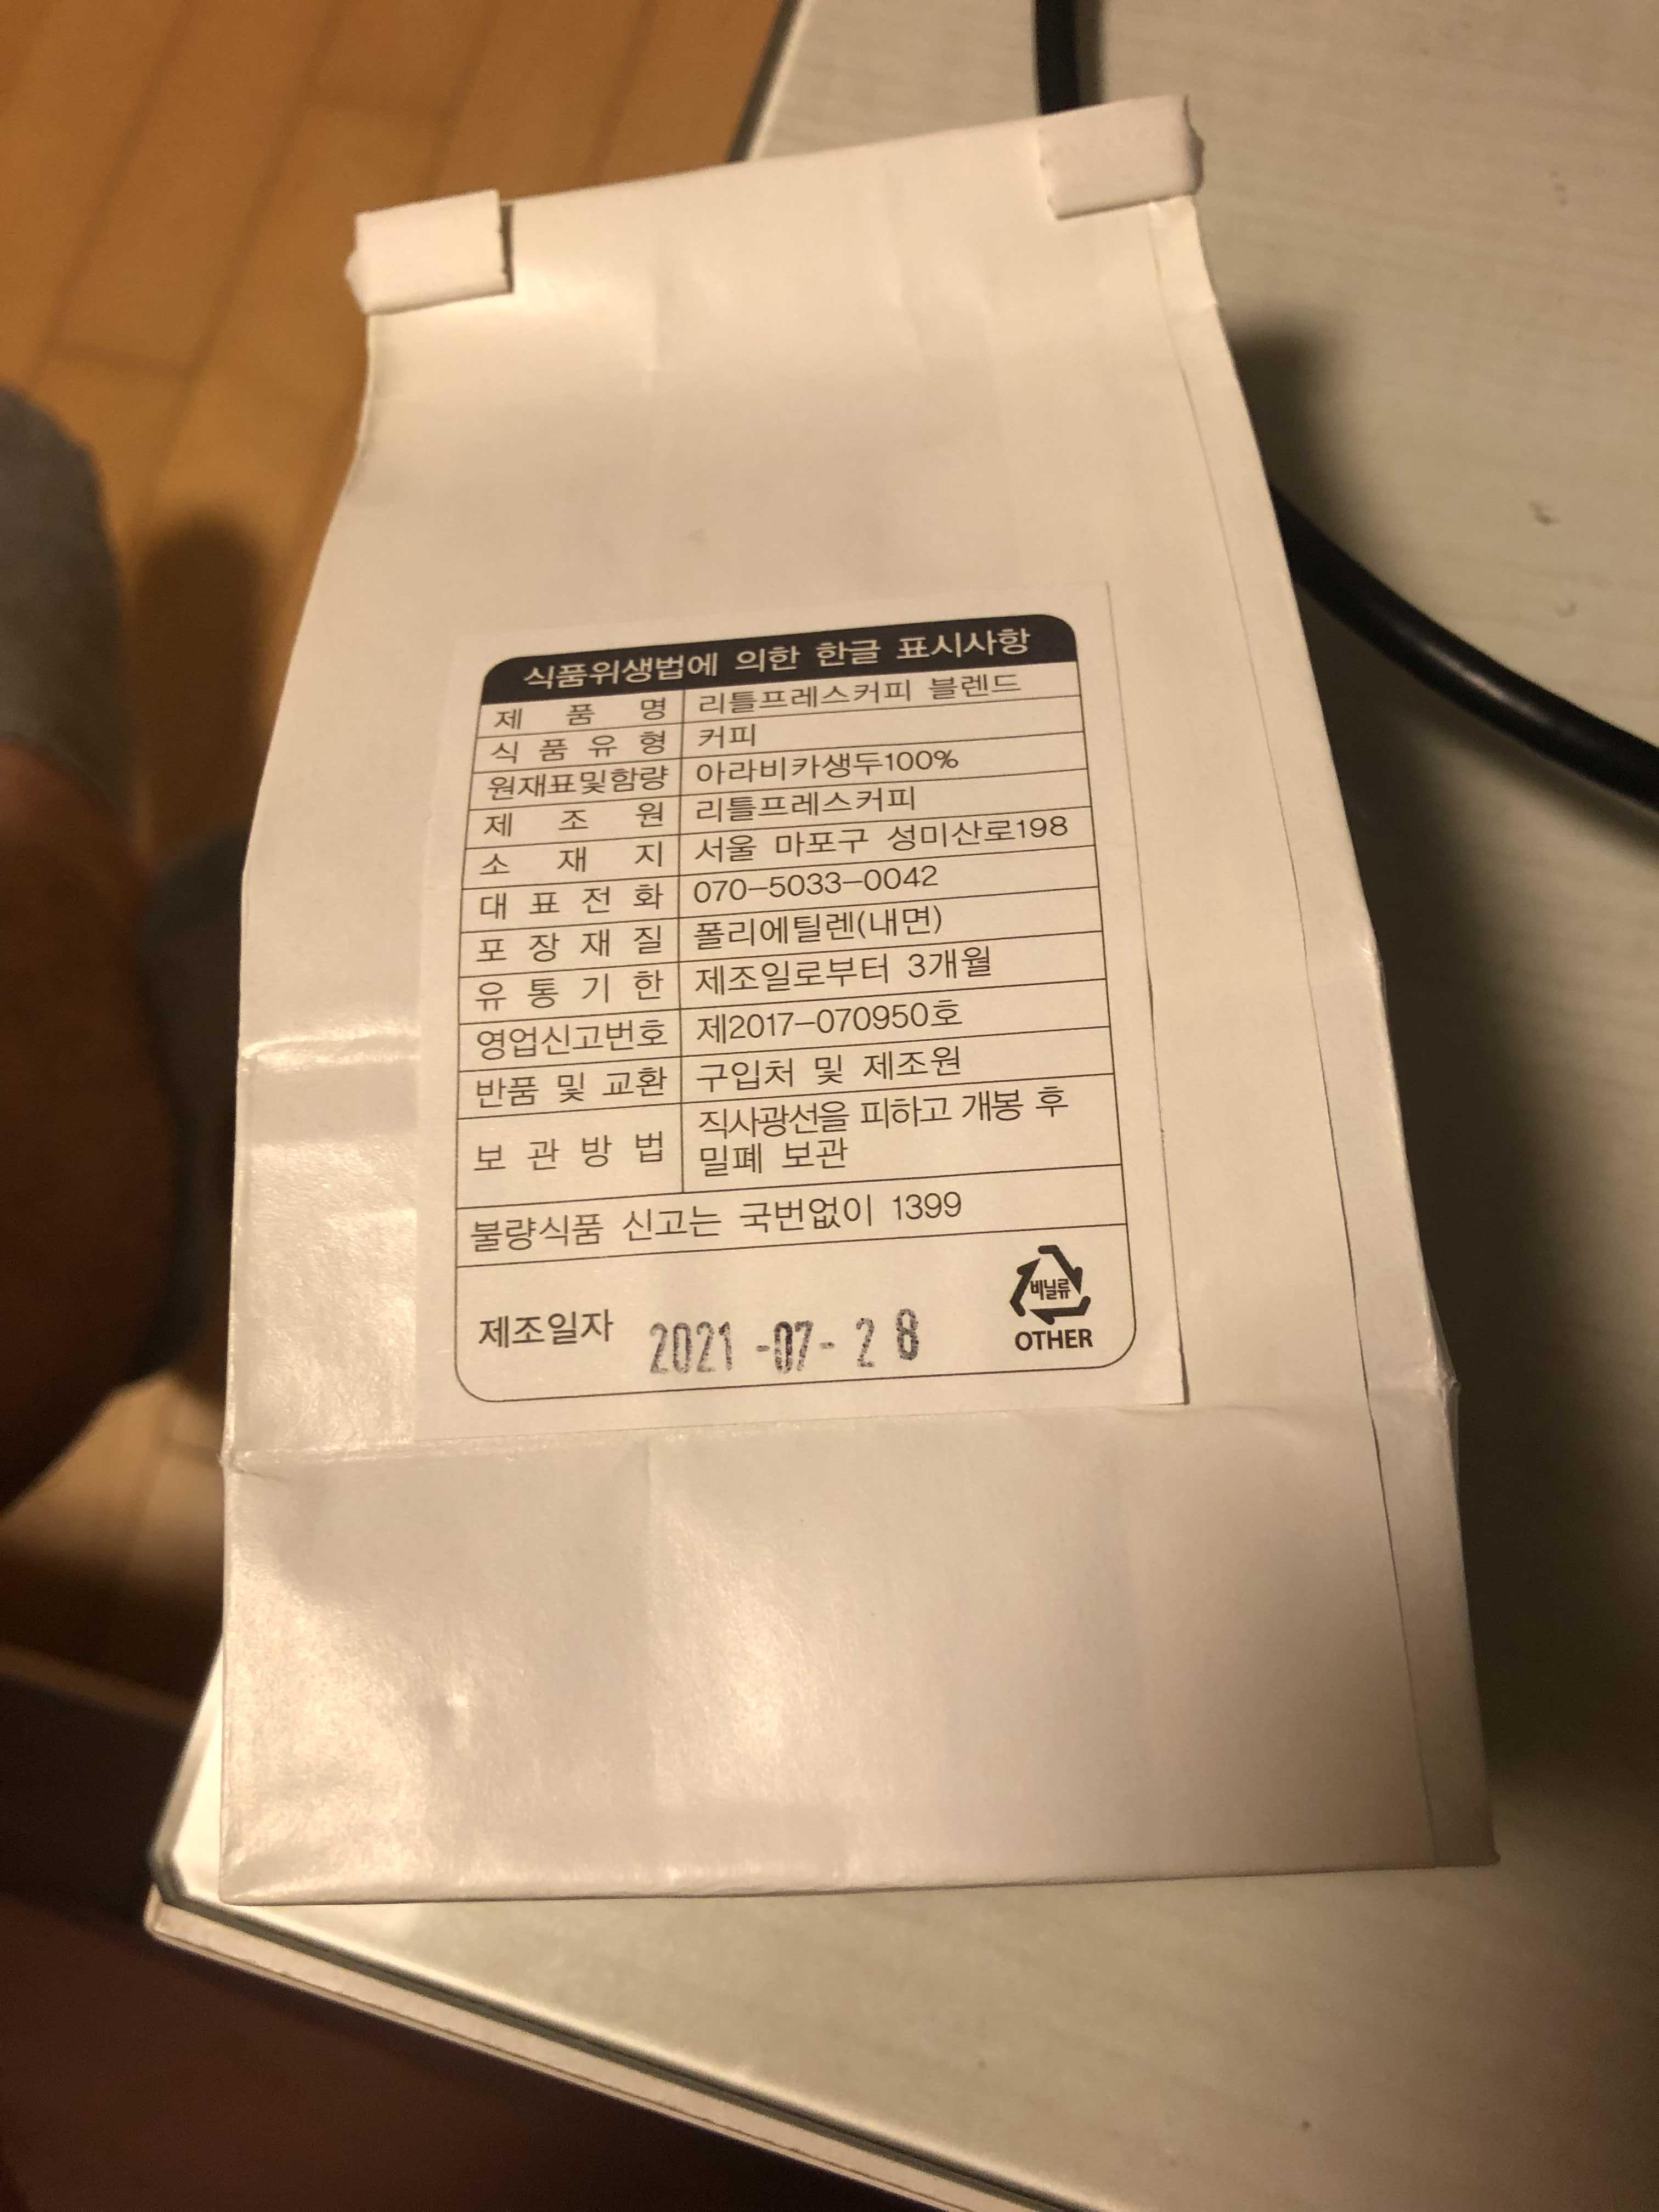 식품위생법에 의한 한글 표시사항
제 품 명 리틀프레스커피 블렌드
식 품 유 형 커피
원재표및함량 아라비카생두100%
제 조 원 리틀프레스커피
소 재 지 서울 마포구 성미산로198
대 표 전 화 070-5033-0042
포 장 재 질 폴리에틸렌(내면)
유 통 기 한 제조일로부터 3개월
영업신고번호 제2017-070950호
반품 및 교환 구입처 및 제조원
보 관 방 법 직사광선을 피하고 개봉 후
밀폐 보관
불량식품 신고는 국번없이 1399
비닐류
OTHER
제조일자 2021-07-28